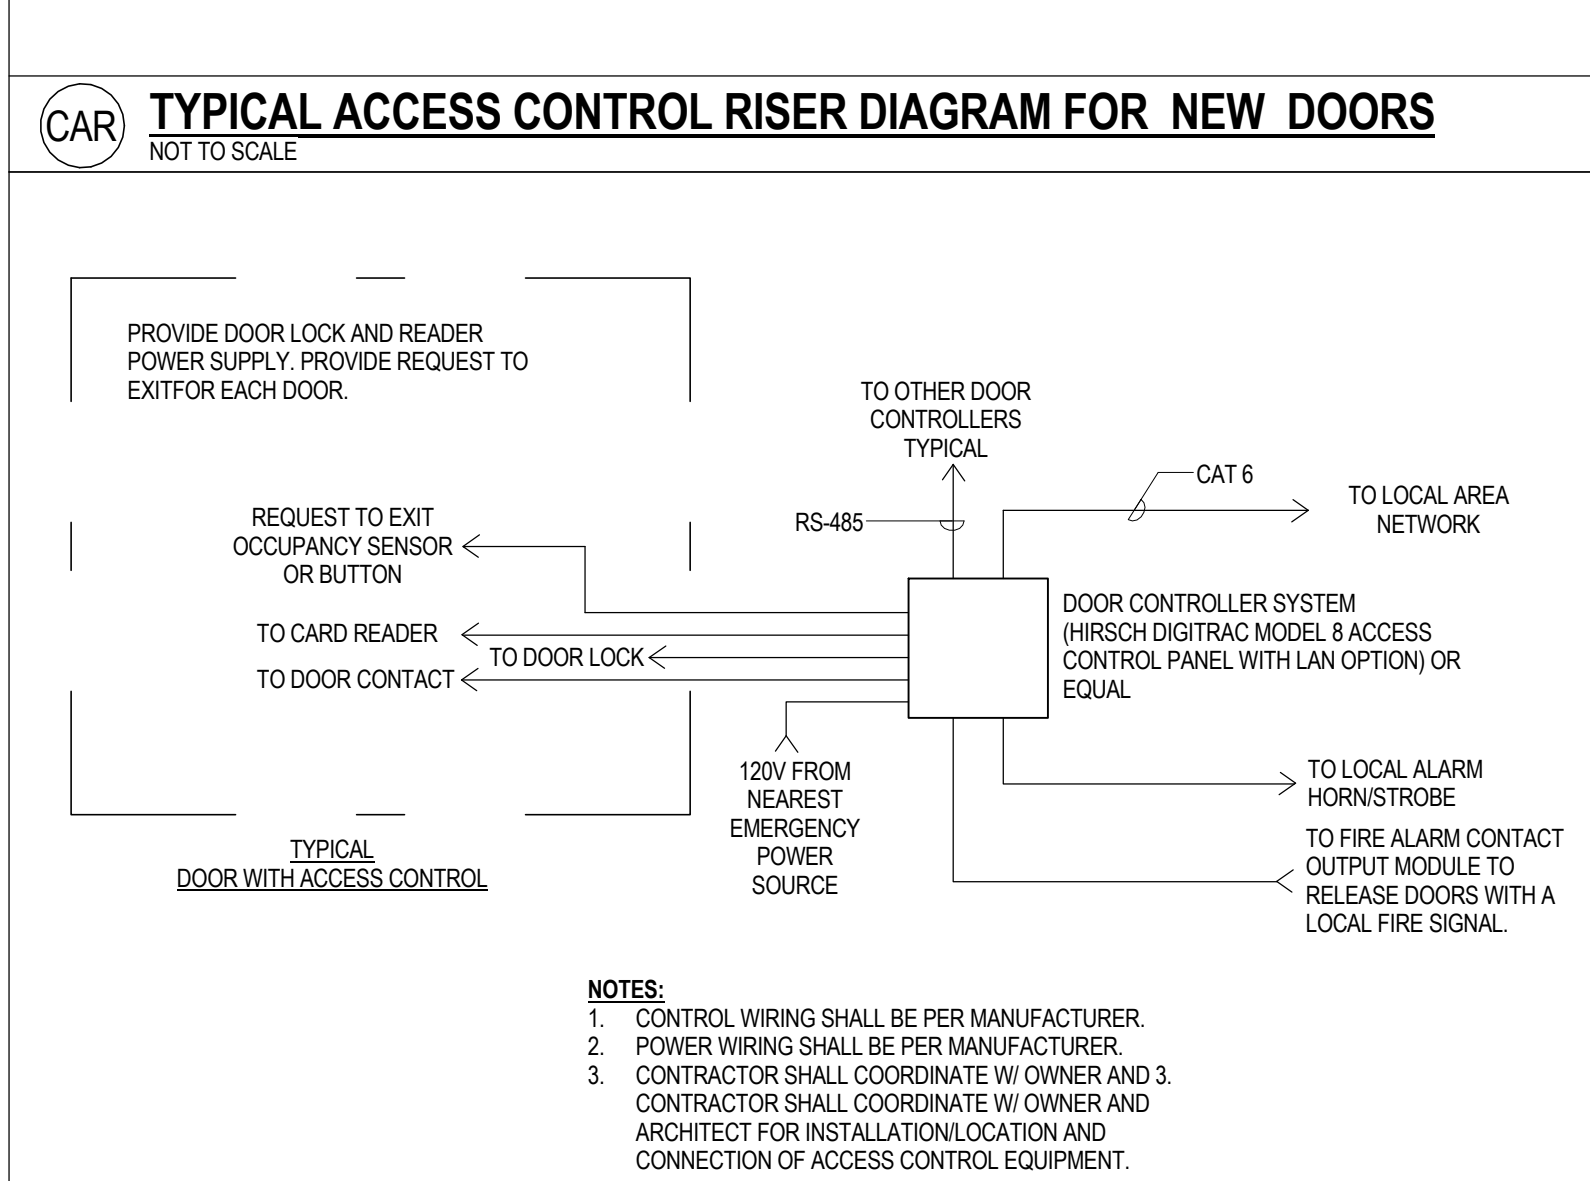 CAR
TYPICAL ACCESS CONTROL RISER DIAGRAM FOR NEW DOORS
NOT TO SCALE
PROVIDE DOOR LOCK AND READER
POWER SUPPLY. PROVIDE REQUEST TO
EXITFOR EACH DOOR.
TO OTHER DOOR
CONTROLLERS
TYPICAL
CAT 6
TO LOCAL AREA
NETWORK
RS-485
REQUEST TO EXIT
OCCUPANCY SENSOR
OR BUTTON
TO CARD READER
TO DOOR LOCK
TO DOOR CONTACT
DOOR CONTROLLER SYSTEM
(HIRSCH DIGITRAC MODEL 8 ACCESS
CONTROL PANEL WITH LAN OPTION) OR
EQUAL
120V FROM
NEAREST
EMERGENCY
POWER
SOURCE
TO LOCAL ALARM
HORN/STROBE
TO FIRE ALARM CONTACT
OUTPUT MODULE TO
RELEASE DOORS WITH A
LOCAL FIRE SIGNAL.
TYPICAL
DOOR WITH ACCESS CONTROL
NOTES:
1. CONTROL WIRING SHALL BE PER MANUFACTURER.
2. POWER WIRING SHALL BE PER MANUFACTURER.
3. CONTRACTOR SHALL COORDINATE W/ OWNER AND 3.
CONTRACTOR SHALL COORDINATE W/ OWNER AND
ARCHITECT FOR INSTALLATION/LOCATION AND
CONNECTION OF ACCESS CONTROL EQUIPMENT.